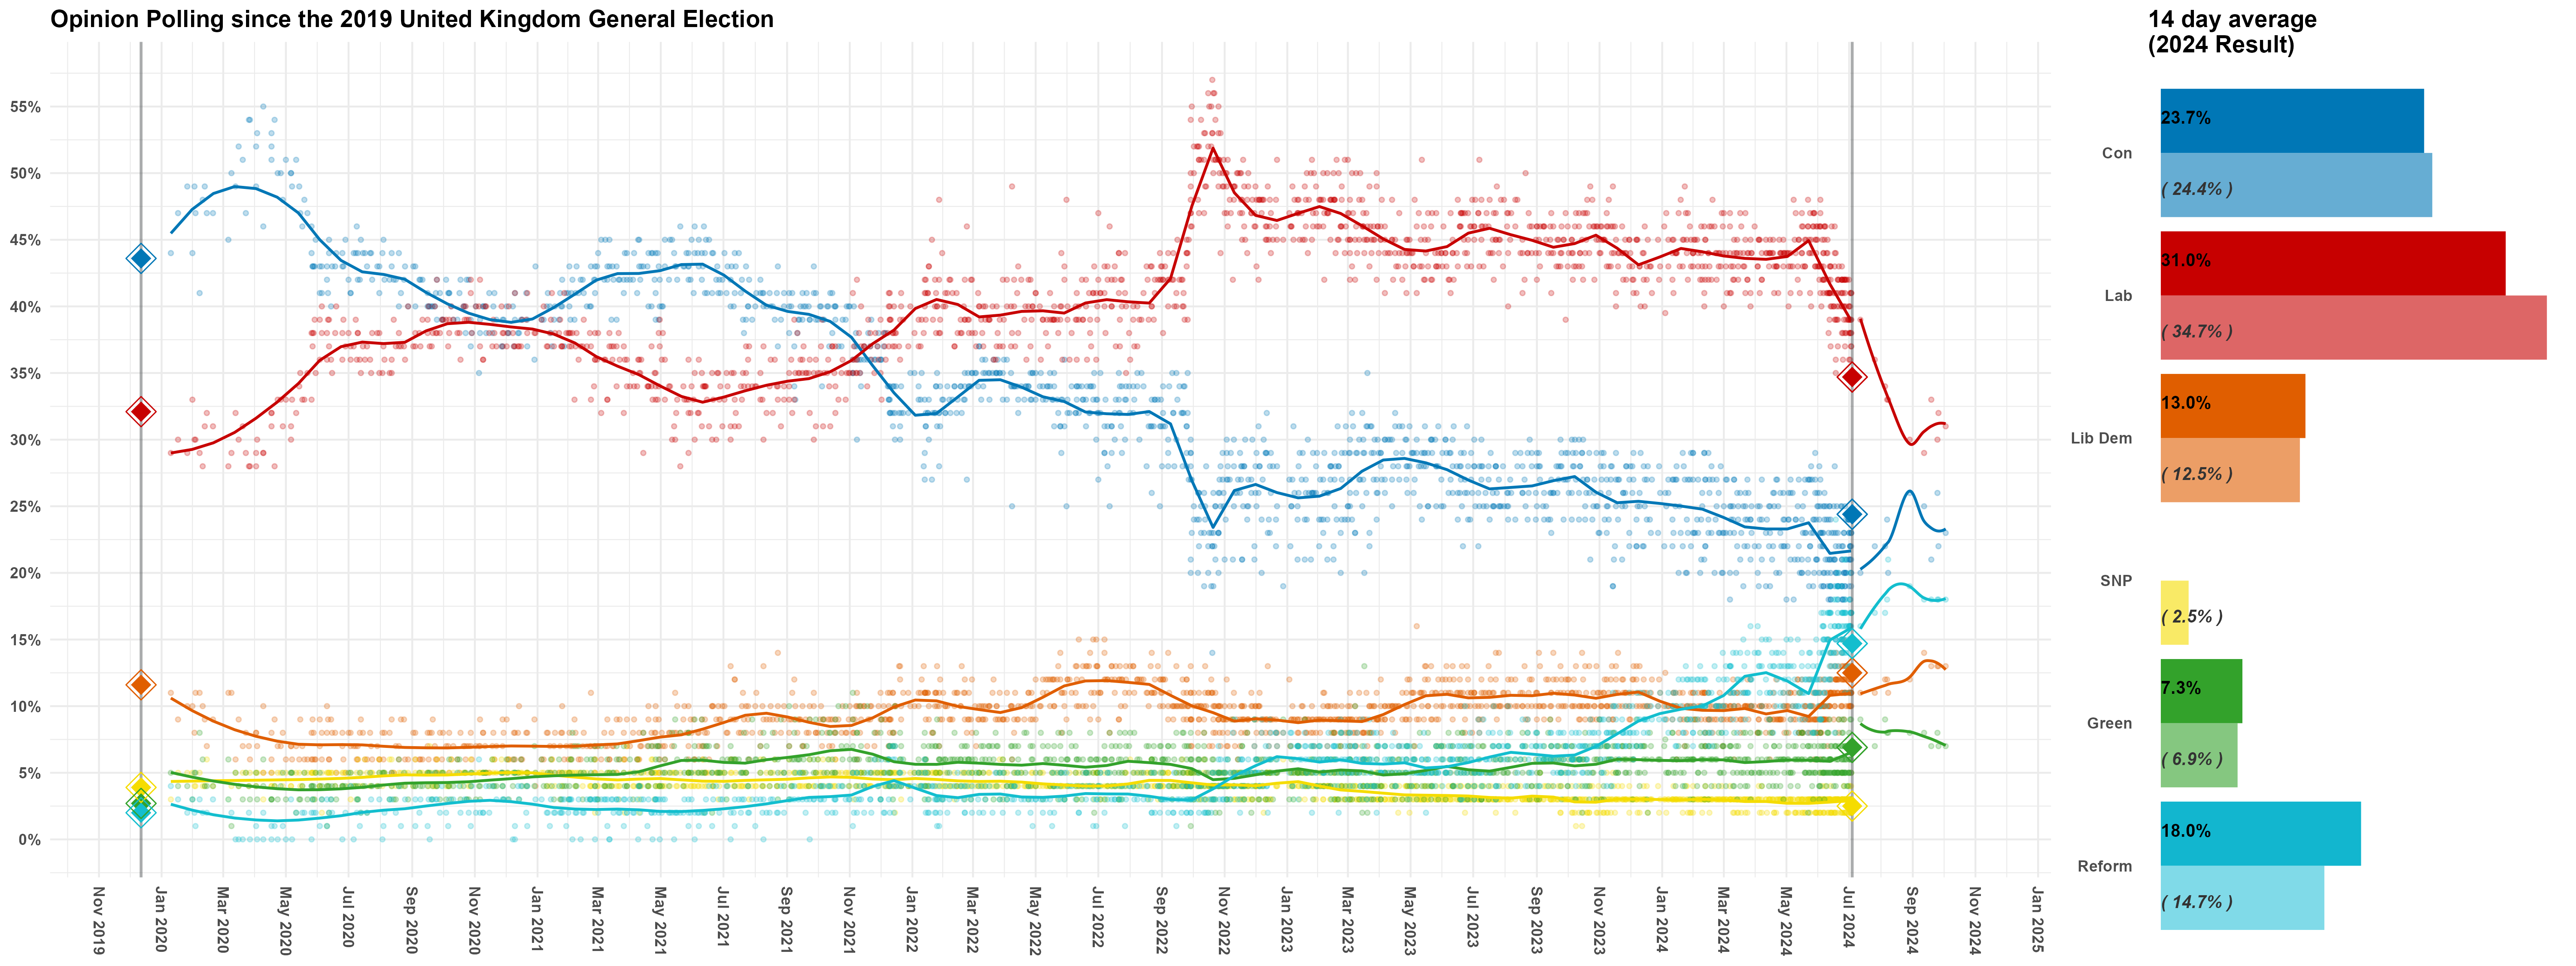 Opinion Polling since the 2019 United Kingdom General Election
14 day average
(2024 Result)
55%
50%
45%
40%
35%
30%
25%
20%
15%
10%
5%
0%
Nov 2019
Jan 2020
Mar 2020
May 2020
Jul 2020
Sep 2020
Nov 2020
Jan 2021
Mar 2021
May 2021
Jul 2021
Sep 2021
Nov 2021
Jan 2022
Mar 2022
May 2022
Jul 2022
Sep 2022
Nov 2022
Jan 2023
Mar 2023
May 2023
Jul 2023
Sep 2023
Nov 2023
Jan 2024
Mar 2024
May 2024
Jul 2024
Sep 2024
Nov 2024
Jan 2025
Con
23.7%
( 24.4% )
Lab
31.0%
( 34.7% )
Lib Dem
13.0%
( 12.5% )
SNP
( 2.5% )
Green
7.3%
( 6.9% )
Reform
18.0%
( 14.7% )